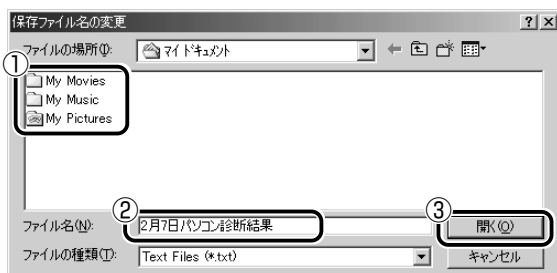 保存ファイル名の変更
ファイルの場所(I): マイ ドキュメント
①
My Movies
My Music
My Pictures
② ③
ファイル名(N): 2月7日パソコン診断結果 開く(O)
ファイルの種類(T): Text Files (*.txt) キャンセル